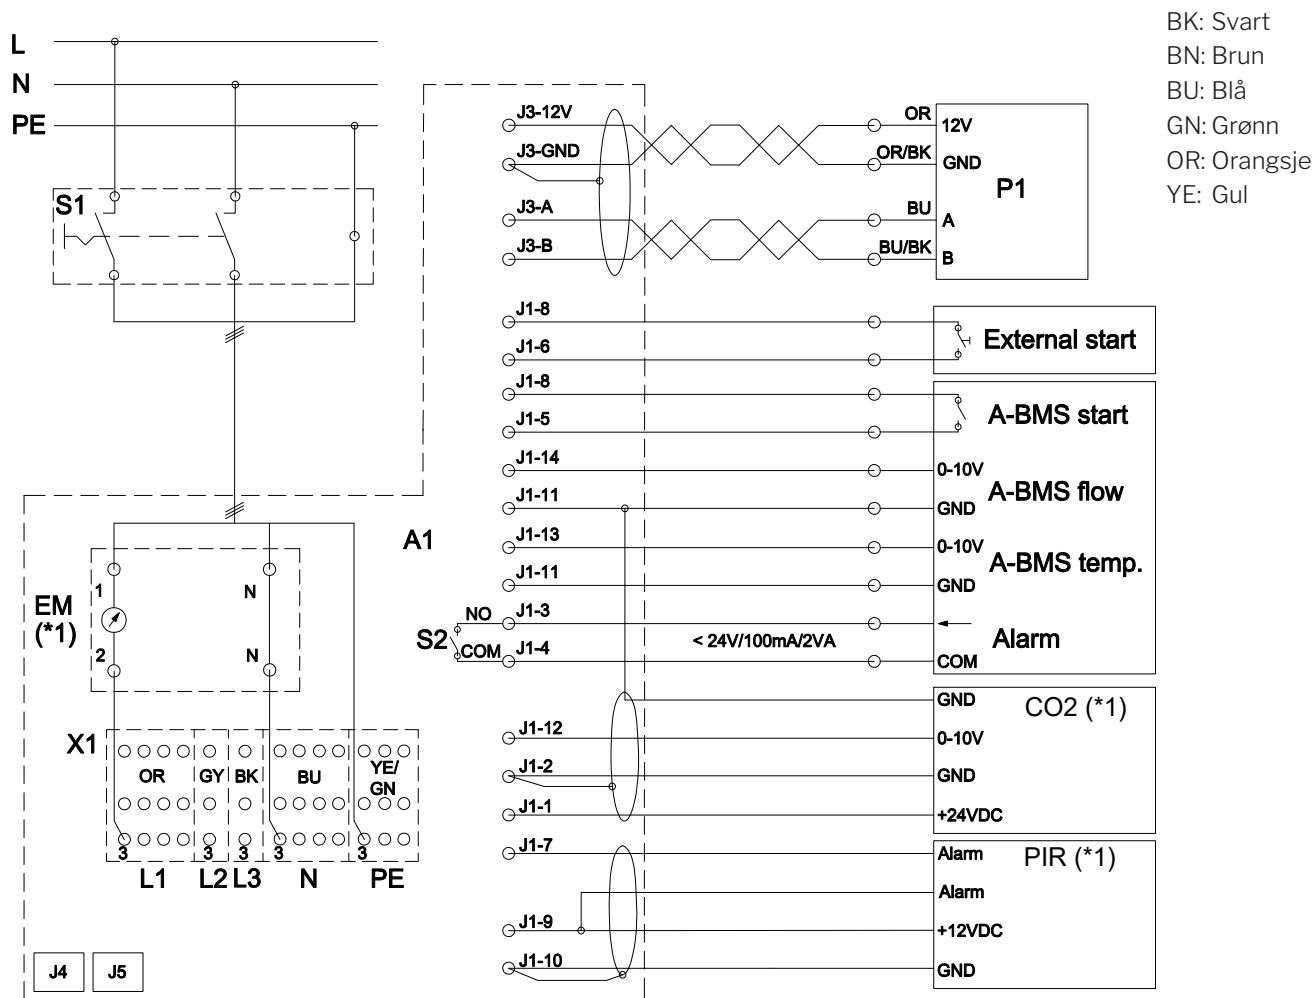 BK: Svart
BN: Brun
BU: Blå
GN: Grønn
OR: Orangsje
YE: Gul
L
N
PE
S1
EM
(*1)
1
2
N
N
X1
OR
GY
BK
BU
YE/
GN
3
3
3
3
3
L1
L2
L3
N
PE
J4
J5
A1
S2
NO
COM
J3-12V
OR
12V
J3-GND
OR/BK
GND
P1
J3-A
BU
A
J3-B
BU/BK
B
J1-8
J1-6
External start
J1-8
J1-5
A-BMS start
J1-14
0-10V
J1-11
GND
A-BMS flow
J1-13
0-10V
J1-11
GND
A-BMS temp.
J1-3
< 24V/100mA/2VA
Alarm
J1-4
COM
GND
CO2 (*1)
J1-12
0-10V
J1-2
GND
J1-1
+24VDC
J1-7
Alarm
PIR (*1)
Alarm
J1-9
+12VDC
J1-10
GND